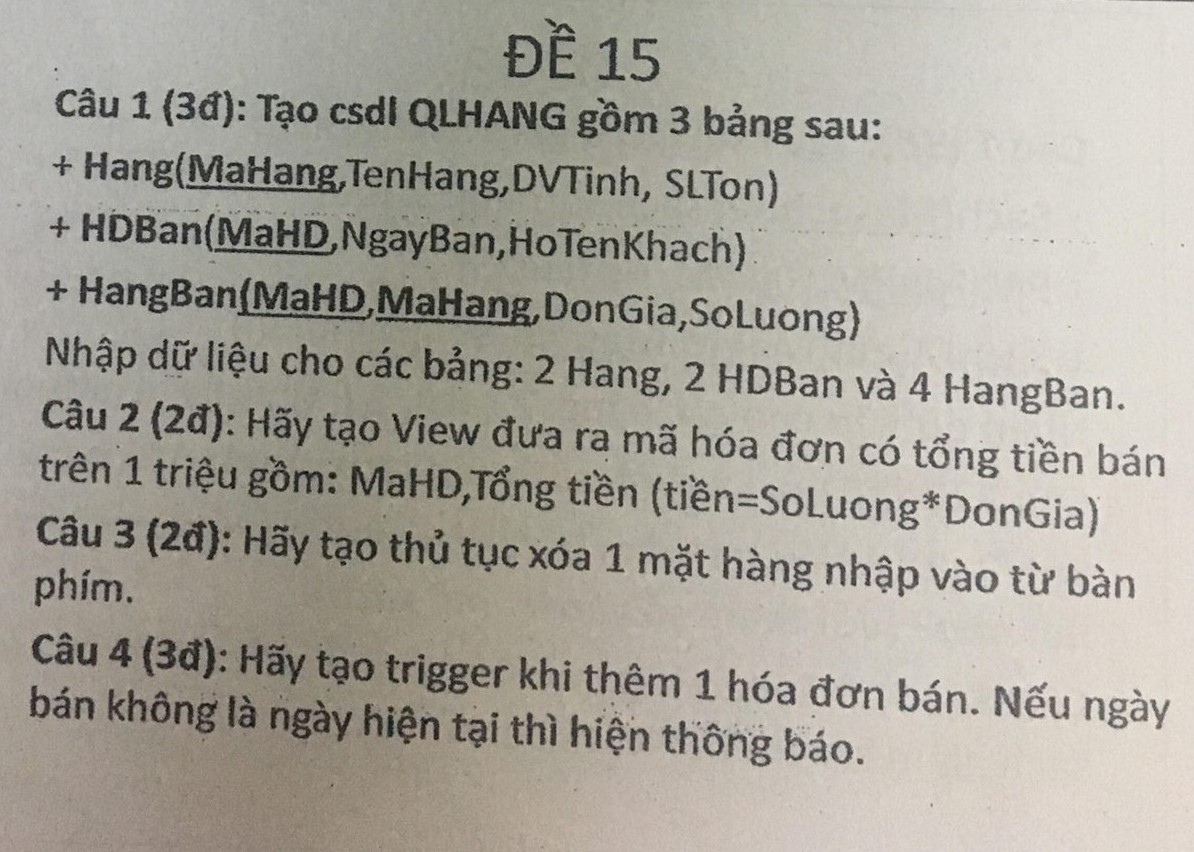 ĐỀ 15
Câu 1 (3đ): Tạo csdl QLHANG gồm 3 bảng sau:
+ Hang(MaHang,TenHang,DVTinh, SLTon)
+ HDBan(MaHD,NgayBan,HoTenKhach)
+ HangBan(MaHD,MaHang,DonGia,SoLuong)
Nhập dữ liệu cho các bảng: 2 Hang, 2 HDBan và 4 HangBan.
Câu 2 (2đ): Hãy tạo View đưa ra mã hóa đơn có tổng tiền bán
trên 1 triệu gồm: MaHD,Tổng tiền (tiền=SoLuong*DonGia)
Câu 3 (2đ): Hãy tạo thủ tục xóa 1 mặt hàng nhập vào từ bàn
phím.
Câu 4 (3đ): Hãy tạo trigger khi thêm 1 hóa đơn bán. Nếu ngày
bán không là ngày hiện tại thì hiện thông báo.